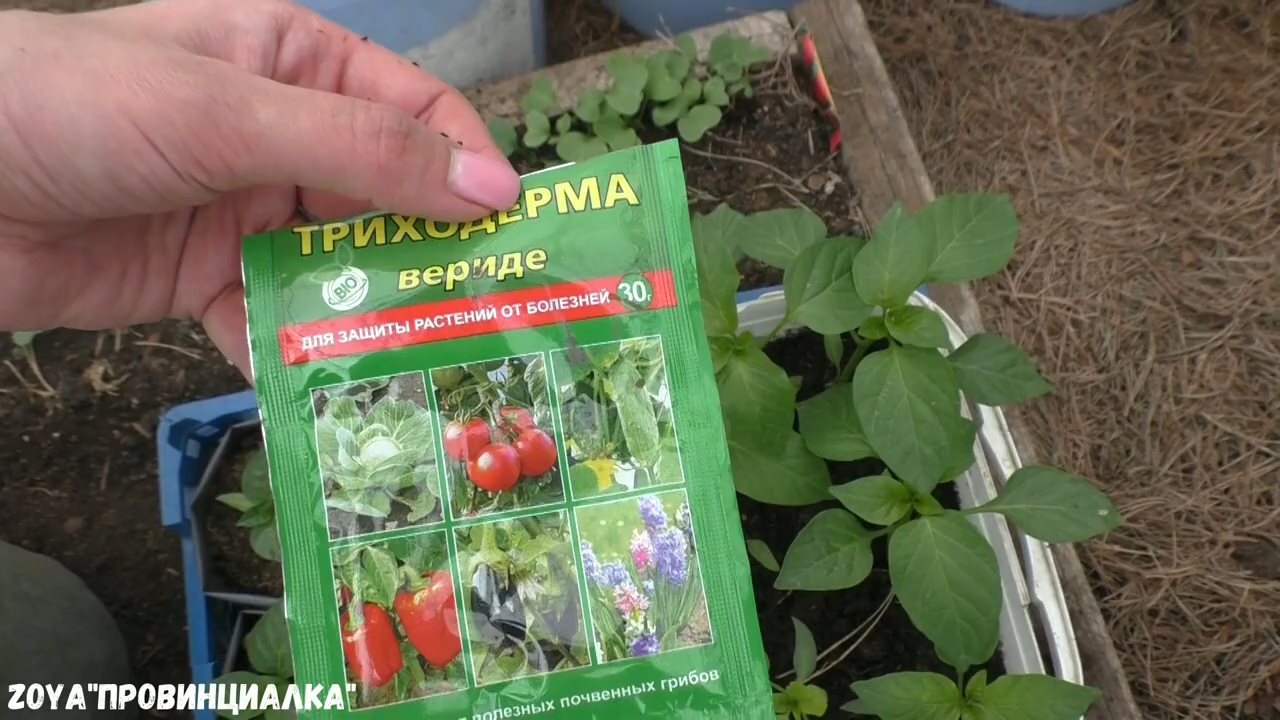 ТРИХОДЕРМА
вериде
BIO
ДЛЯ ЗАЩИТЫ РАСТЕНИЙ ОТ БОЛЕЗНЕЙ 30г
полезных почвенных грибов
ZOYA"ПРОВИНЦИАЛКА"